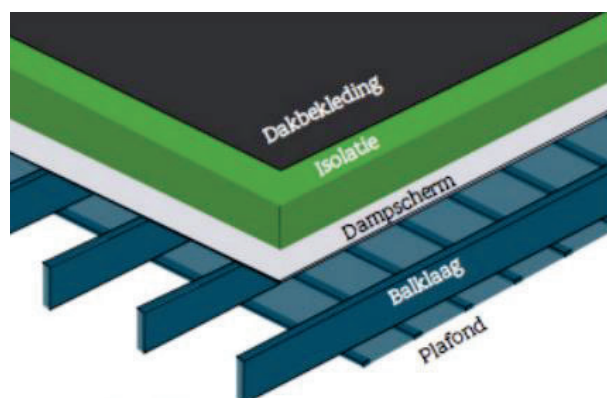 Dakbekleding
Isolatie
Dampscherm
Balklaag
Plafond